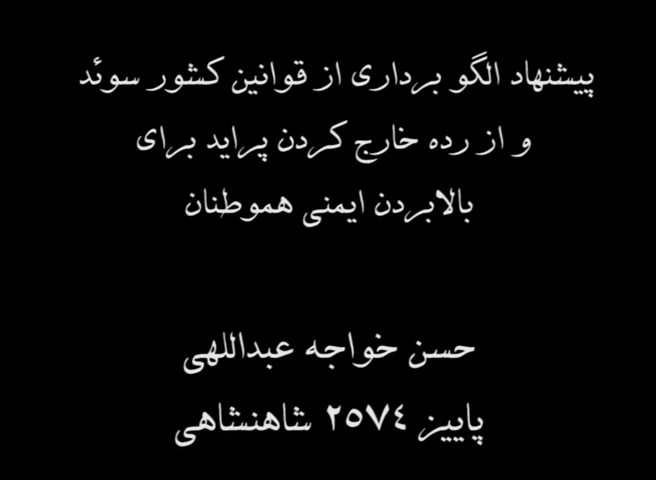 پیشنهاد الگو برداری از قوانین کشور سوئد
و از رده خارج کردن پراید برای
بالابردن ایمنی هموطنان
حسن خواجه عبداللهی
پاییز ۲۵۷۴ شاهنشاهی